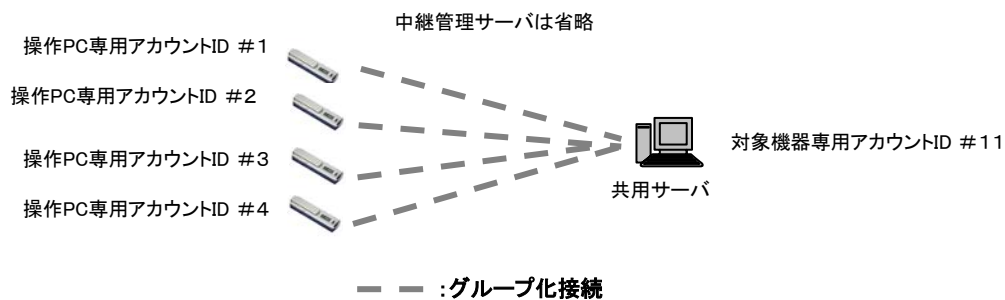 中継管理サーバは省略
操作PC専用アカウントID #1
操作PC専用アカウントID #2
操作PC専用アカウントID #3
操作PC専用アカウントID #4
対象機器専用アカウントID #11
共用サーバ
:グループ化接続